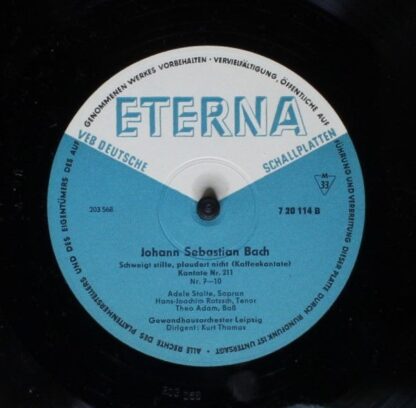 GENOMMENEN WERKES VORBEHALTEN · VERVIELFÄLTIGUNG, ÖFFENTLICHE AUF
FÜHRUNG UND VERBREITUNG DIESER PLATTE DURCH RUNDFUNK IST UNTERSAGT · ALLE RECHTE DES PLATTENHERSTELLERS UND DES EIGENTÜMERS DES AUF
ETERNA
VEB DEUTSCHE
SCHALLPLATTEN
M
33
203 568
7 20 114 B
Johann Sebastian Bach
Schweigt stille, plaudert nicht (Kaffeekantate)
Kantate Nr. 211
Nr. 7—10
Adele Stolte, Sopran
Hans-Joachim Rotzsch, Tenor
Theo Adam, Baß
Gewandhausorchester Leipzig
Dirigent: Kurt Thomas
203 568